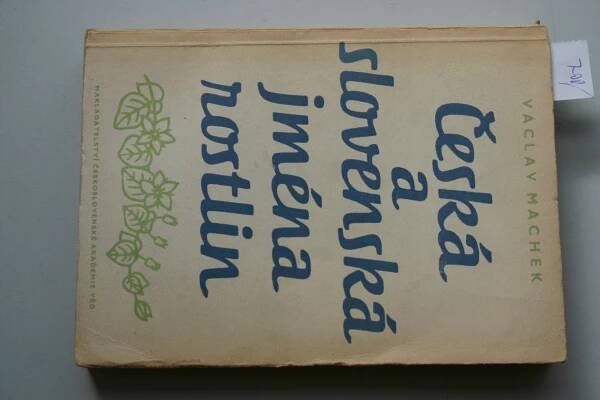 VÁCLAV MACHEK
Česká
a
slovenská
jména
rostlin
NAKLADATELSTVÍ ČESKOSLOVENSKÉ AKADEMIE VĚD